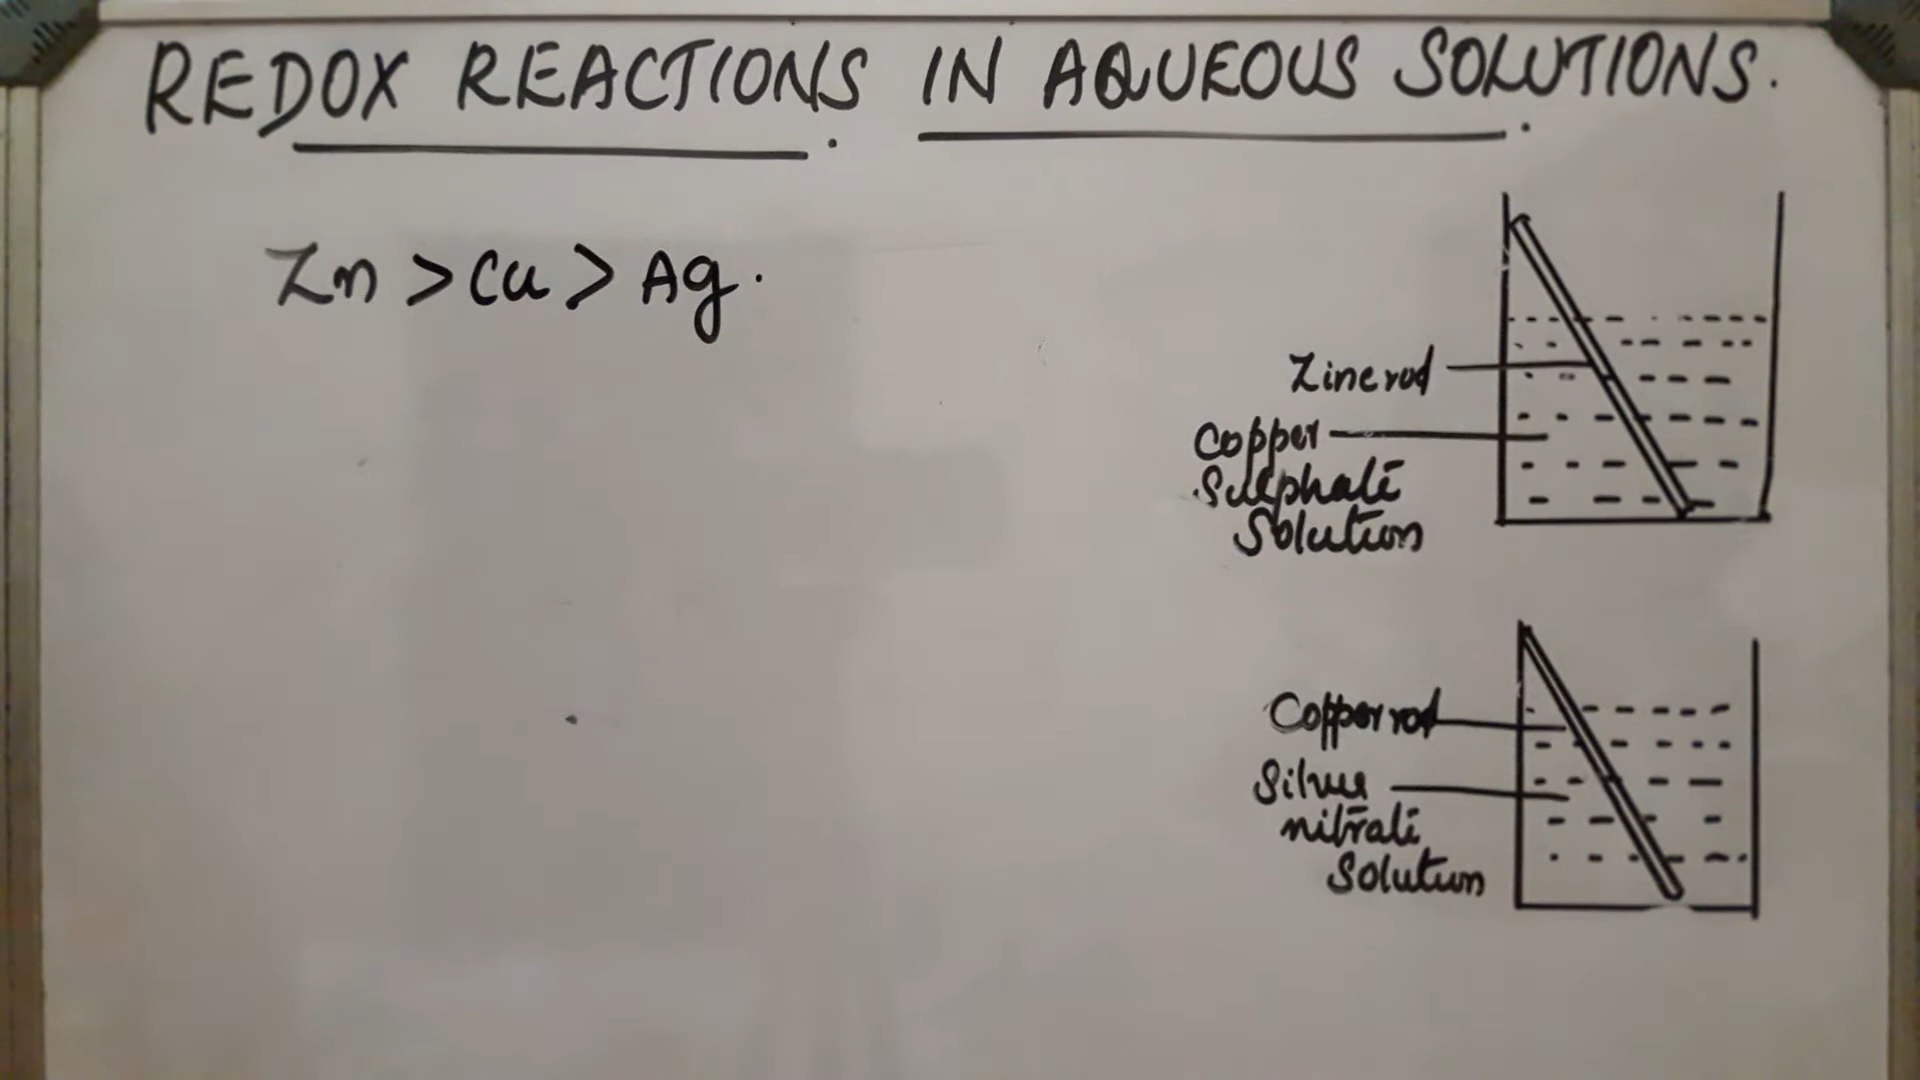 REDOX REACTIONS IN AQUEOUS SOLUTIONS.
Zn > Cu > Ag.
Zinc rod
Copper
Sulphate
Solution
Copper rod
Silver
nitrate
Solution